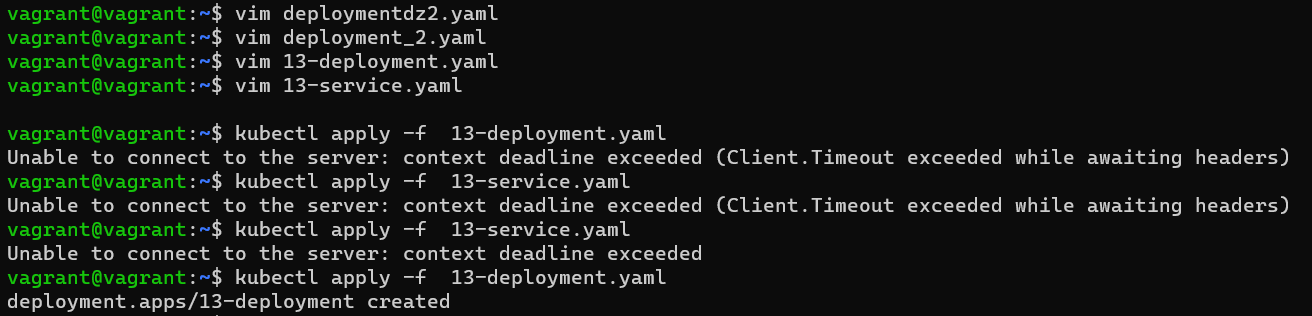 vagrant@vagrant:~$ vim deploymentdz2.yaml
vagrant@vagrant:~$ vim deployment_2.yaml
vagrant@vagrant:~$ vim 13-deployment.yaml
vagrant@vagrant:~$ vim 13-service.yaml
vagrant@vagrant:~$ kubectl apply -f  13-deployment.yaml
Unable to connect to the server: context deadline exceeded (Client.Timeout exceeded while awaiting headers)
vagrant@vagrant:~$ kubectl apply -f  13-service.yaml
Unable to connect to the server: context deadline exceeded (Client.Timeout exceeded while awaiting headers)
vagrant@vagrant:~$ kubectl apply -f  13-service.yaml
Unable to connect to the server: context deadline exceeded
vagrant@vagrant:~$ kubectl apply -f  13-deployment.yaml
deployment.apps/13-deployment created